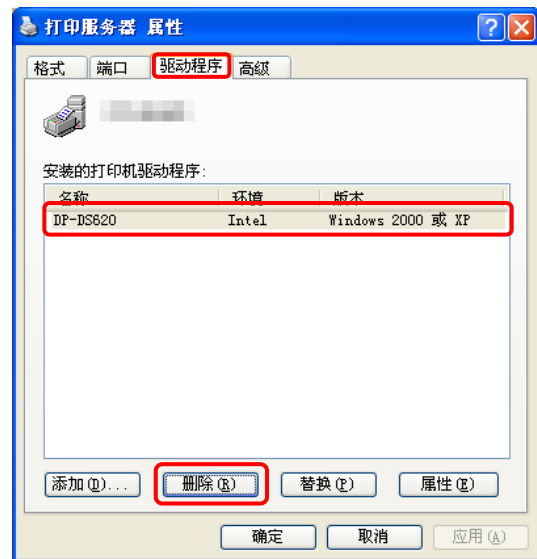 打印服务器 属性
格式 端口 驱动程序 高级
安装的打印机驱动程序:
名称 环境 版本
DP-DS620 Intel Windows 2000 或 XP
添加(D)... 删除(R) 替换(P) 属性(E)
确定 取消 应用(A)